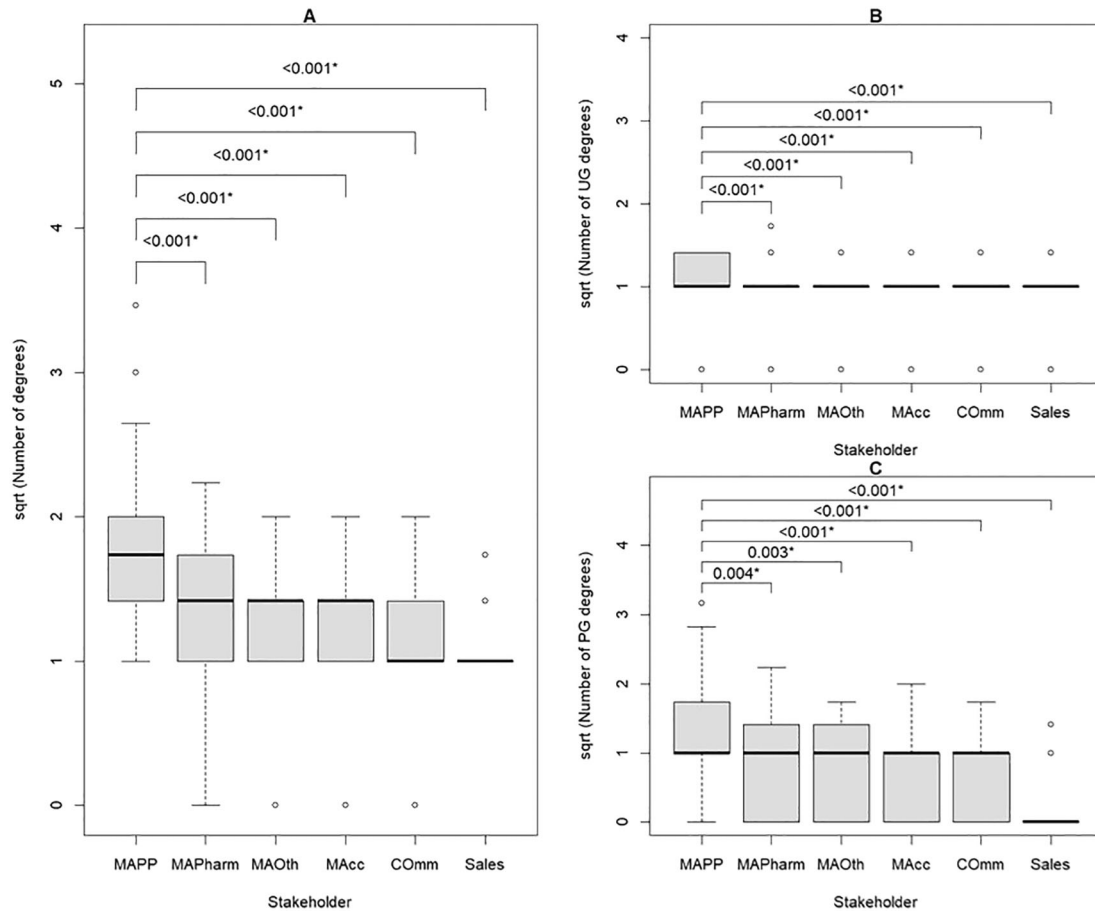 A
<0.001*
<0.001*
<0.001*
<0.001*
<0.001*
5
4
3
2
1
0
sqrt (Number of degrees)
MAPP MAPharm MAOth MAcc COmm Sales
Stakeholder
B
<0.001*
<0.001*
<0.001*
<0.001*
<0.001*
4
3
2
1
0
sqrt (Number of UG degrees)
MAPP MAPharm MAOth MAcc COmm Sales
Stakeholder
C
<0.001*
<0.001*
<0.001*
0.003*
0.004*
4
3
2
1
0
sqrt (Number of PG degrees)
MAPP MAPharm MAOth MAcc COmm Sales
Stakeholder